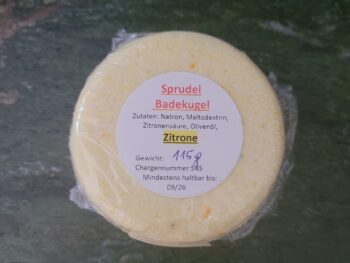 Sprudel
Badekugel
Zutaten: Natron, Maltodextrin,
Zitronensäure, Olivenöl,
Zitrone
Gewicht: 115g
Chargennummer:545
Mindestens haltbar bis:
09/26